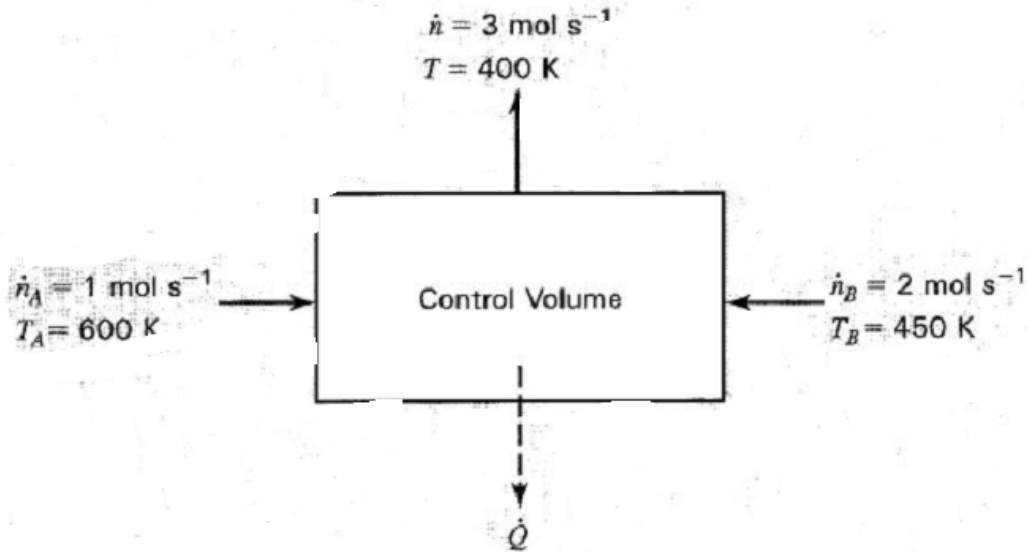 ṅ = 3 mol s⁻¹
T = 400 K
ṅ_A = 1 mol s⁻¹
T_A = 600 K
Control Volume
ṅ_B = 2 mol s⁻¹
T_B = 450 K
Q̇